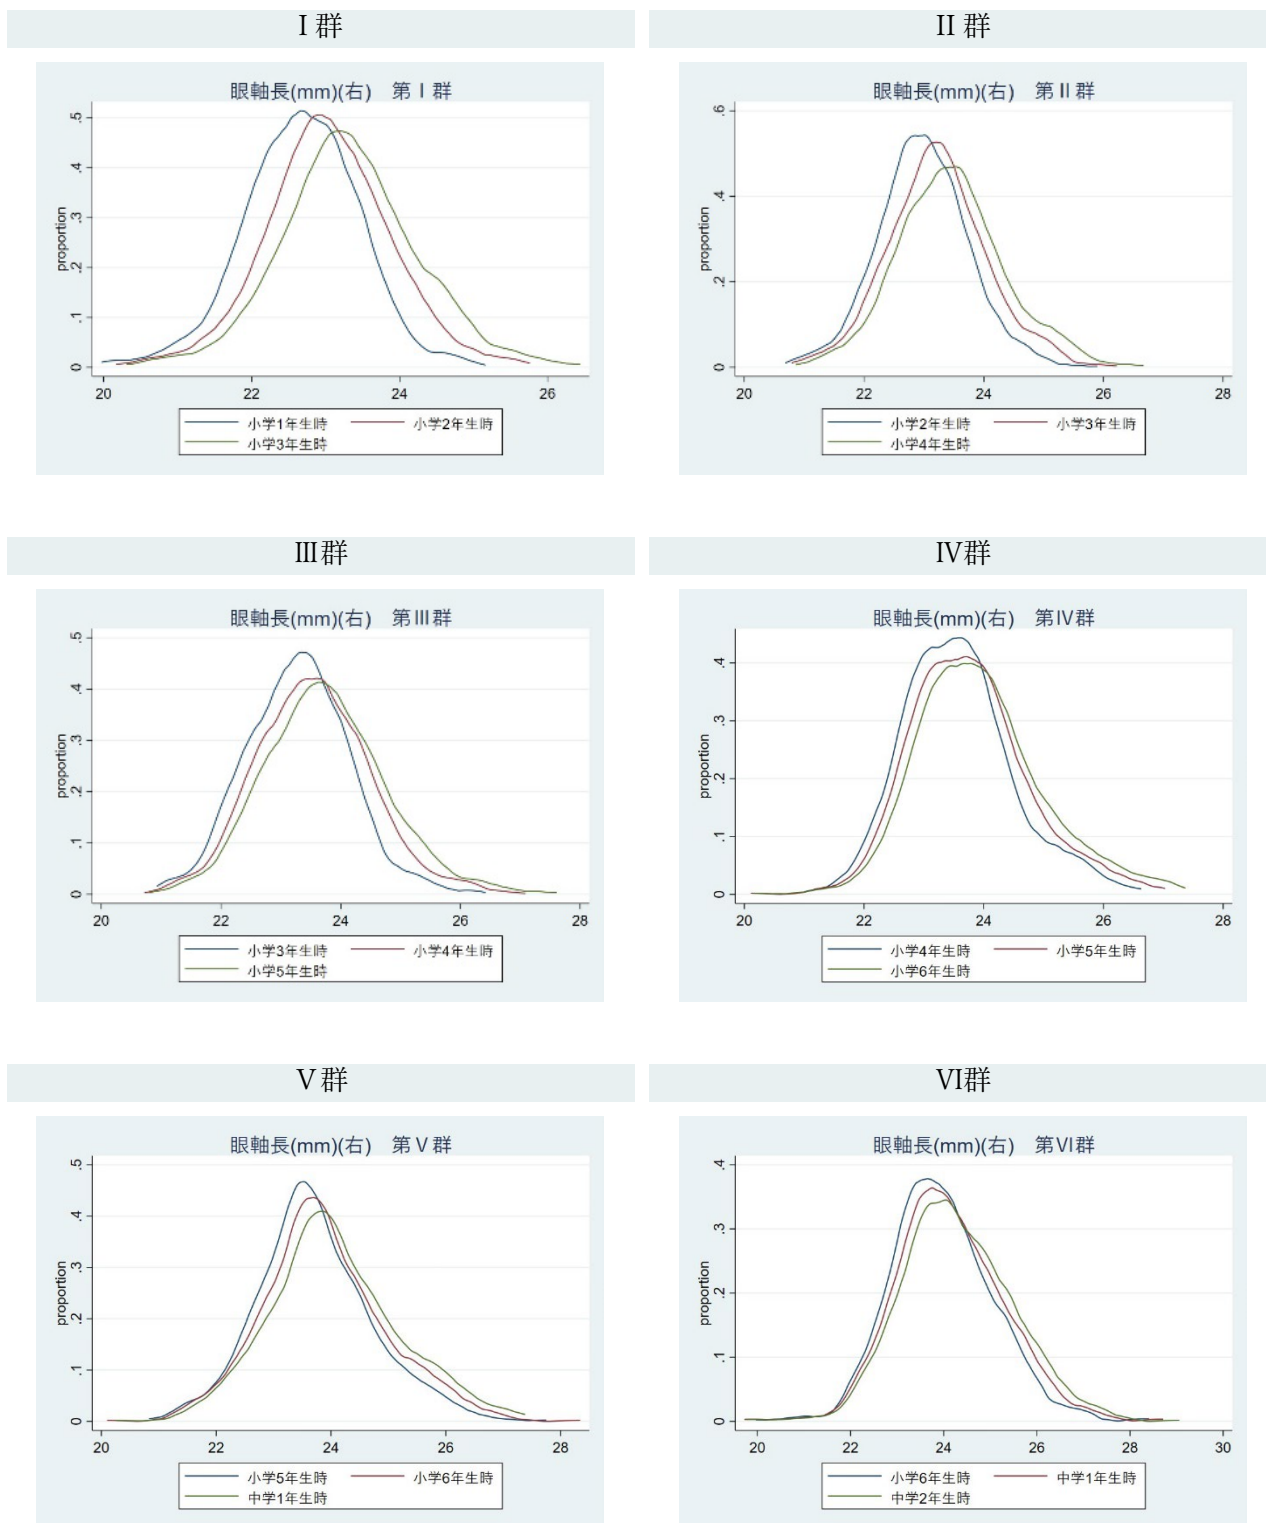 I 群
II 群
眼軸長(mm)(右) 第Ⅰ群
proportion
.5
.4
.3
.2
.1
0
20 22 24 26
小学1年生時 小学2年生時
小学3年生時
眼軸長(mm)(右) 第Ⅱ群
proportion
.6
.4
.2
0
20 22 24 26 28
小学2年生時 小学3年生時
小学4年生時
Ⅲ群
Ⅳ群
眼軸長(mm)(右) 第Ⅲ群
proportion
.5
.4
.3
.2
.1
0
20 22 24 26 28
小学3年生時 小学4年生時
小学5年生時
眼軸長(mm)(右) 第Ⅳ群
proportion
.4
.3
.2
.1
0
20 22 24 26 28
小学4年生時 小学5年生時
小学6年生時
Ⅴ群
Ⅵ群
眼軸長(mm)(右) 第Ⅴ群
proportion
.5
.4
.3
.2
.1
0
20 22 24 26 28
小学5年生時 小学6年生時
中学1年生時
眼軸長(mm)(右) 第Ⅵ群
proportion
.4
.3
.2
.1
0
20 22 24 26 28 30
小学6年生時 中学1年生時
中学2年生時